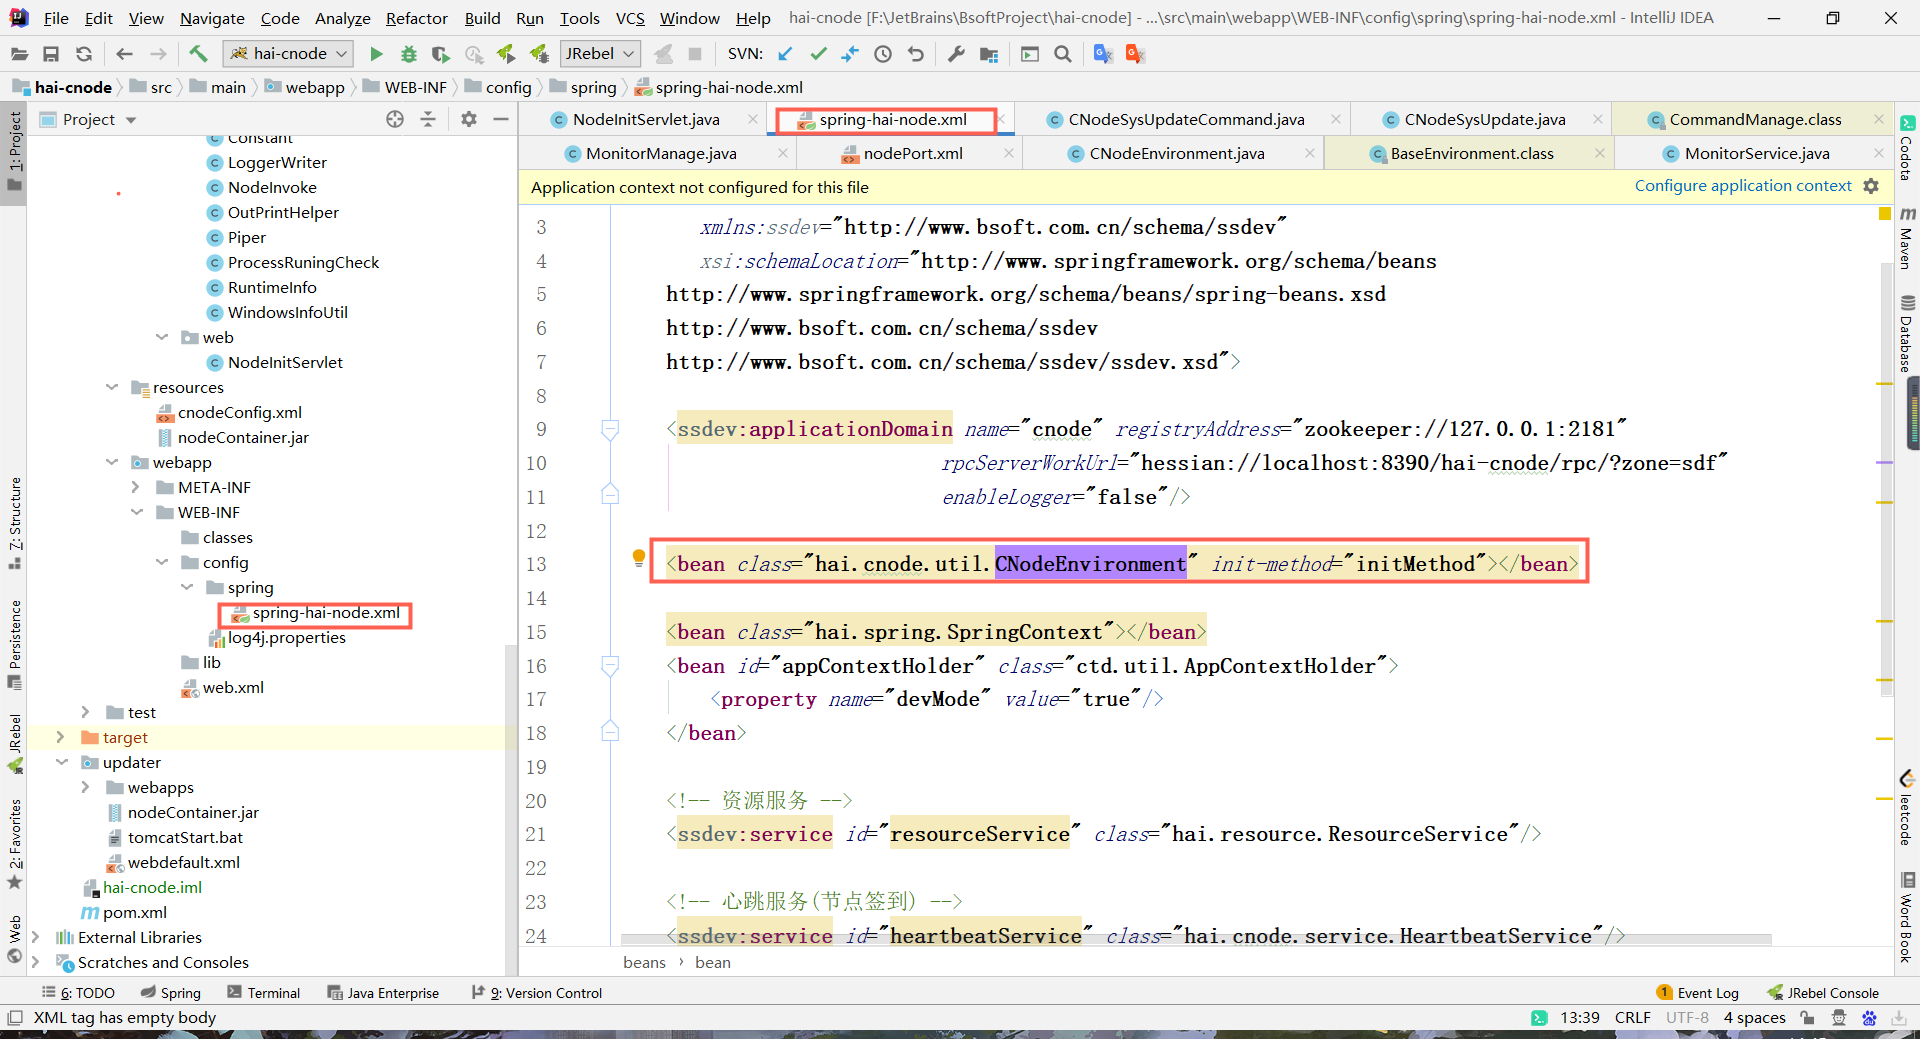 File Edit View Navigate Code Analyze Refactor Build Run Tools VCS Window Help hai-cnode [F:\JetBrains\BsoftProject\hai-cnode] - ...\src\main\webapp\WEB-INF\config\spring\spring-hai-node.xml - IntelliJ IDEA
hai-cnode JRebel SVN:
hai-cnode src main webapp WEB-INF config spring spring-hai-node.xml
Project
NodeInitServlet.java spring-hai-node.xml CNodeSysUpdateCommand.java CNodeSysUpdate.java CommandManage.class
MonitorManage.java nodePort.xml CNodeEnvironment.java BaseEnvironment.class MonitorService.java
Application context not configured for this file Configure application context
1: Project
7: Structure
Persistence
JRebel
2: Favorites
Web
Constant
LoggerWriter
NodeInvoke
OutPrintHelper
Piper
ProcessRuningCheck
RuntimeInfo
WindowsInfoUtil
web
NodeInitServlet
resources
cnodeConfig.xml
nodeContainer.jar
webapp
META-INF
WEB-INF
classes
config
spring
spring-hai-node.xml
log4j.properties
lib
web.xml
test
target
updater
webapps
nodeContainer.jar
tomcatStart.bat
webdefault.xml
hai-cnode.iml
pom.xml
External Libraries
Scratches and Consoles
3 xmlns:ssdev="http://www.bsoft.com.cn/schema/ssdev"
4 xsi:schemaLocation="http://www.springframework.org/schema/beans
5 http://www.springframework.org/schema/beans/spring-beans.xsd
6 http://www.bsoft.com.cn/schema/ssdev
7 http://www.bsoft.com.cn/schema/ssdev/ssdev.xsd">
8
9 <ssdev:applicationDomain name="cnode" registryAddress="zookeeper://127.0.0.1:2181"
10 rpcServerWorkUrl="hessian://localhost:8390/hai-cnode/rpc/?zone=sdf"
11 enableLogger="false"/>
12
13 <bean class="hai.cnode.util.CNodeEnvironment" init-method="initMethod"></bean>
14
15 <bean class="hai.spring.SpringContext"></bean>
16 <bean id="appContextHolder" class="ctd.util.AppContextHolder">
17 <property name="devMode" value="true"/>
18 </bean>
19
20 <!-- 资源服务 -->
21 <ssdev:service id="resourceService" class="hai.resource.ResourceService"/>
22
23 <!-- 心跳服务(节点签到) -->
24 <ssdev:service id="heartbeatService" class="hai.cnode.service.HeartbeatService"/>
beans › bean
Codota
Maven
Database
leetcode
Word Book
6: TODO Spring Terminal Java Enterprise 9: Version Control 1 Event Log JRebel Console
XML tag has empty body 13:39 CRLF UTF-8 4 spaces